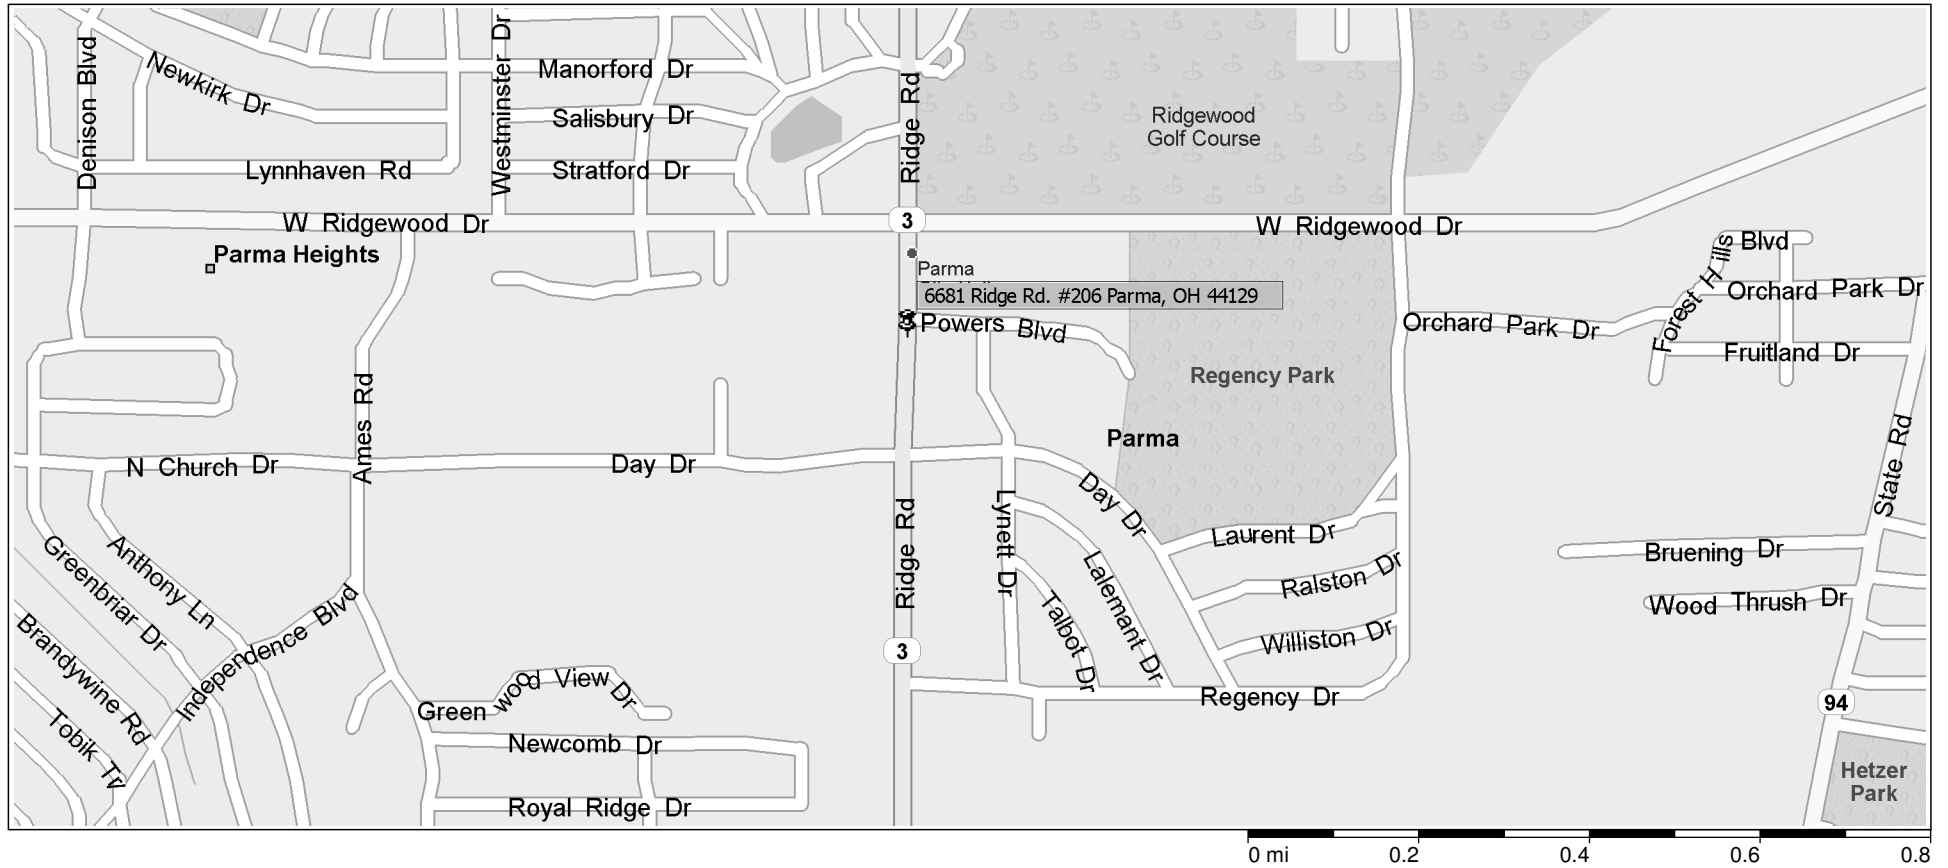 Denison Blvd
Newkirk Dr
Westminster Dr
Manorford Dr
Salisbury Dr
Lynnhaven Rd
Stratford Dr
Ridge Rd
Ridgewood
Golf Course
W Ridgewood Dr
3
W Ridgewood Dr
Parma Heights
Parma
6681 Ridge Rd. #206 Parma, OH 44129
Powers Blvd
Forest Hills Blvd
Orchard Park Dr
Orchard Park Dr
Fruitland Dr
Regency Park
Parma
Ames Rd
N Church Dr
Day Dr
Day Dr
State Rd
Ridge Rd
Lynett Dr
Laurent Dr
Bruening Dr
Ralston Dr
Lalemant Dr
Talbot Dr
Wood Thrush Dr
Williston Dr
Greenbriar Dr
Anthony Ln
Independence Blvd
Brandywine Rd
Tobik Tr
3
Green wood View Dr
Regency Dr
94
Newcomb Dr
Royal Ridge Dr
Hetzer
Park
0 mi 0.2 0.4 0.6 0.8